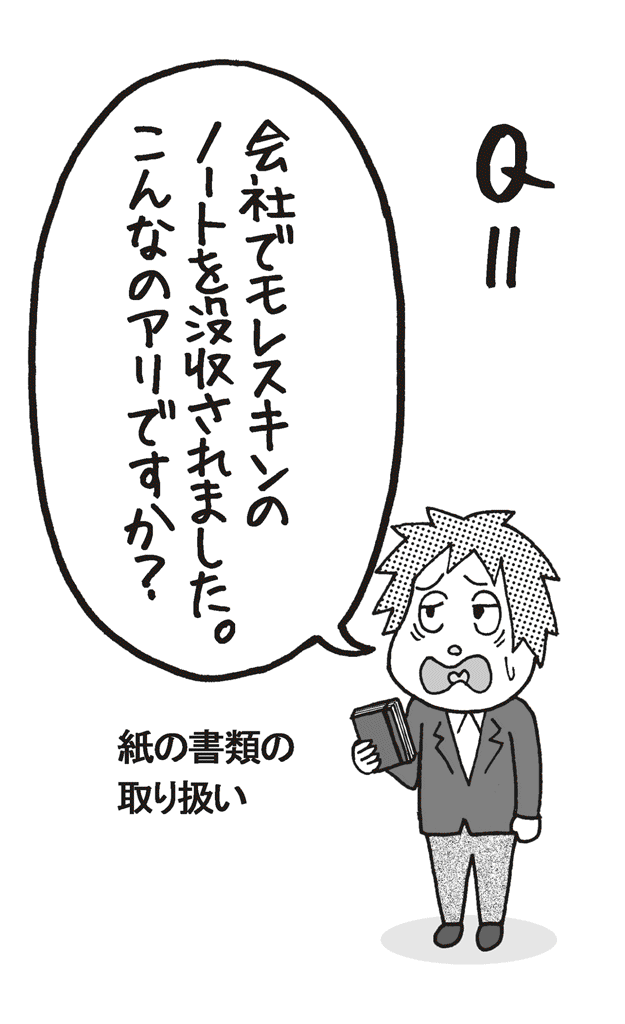 Q=
会社でモレスキンの
ノートを没収されました。
こんなのアリですか?
紙の書類の
取り扱い